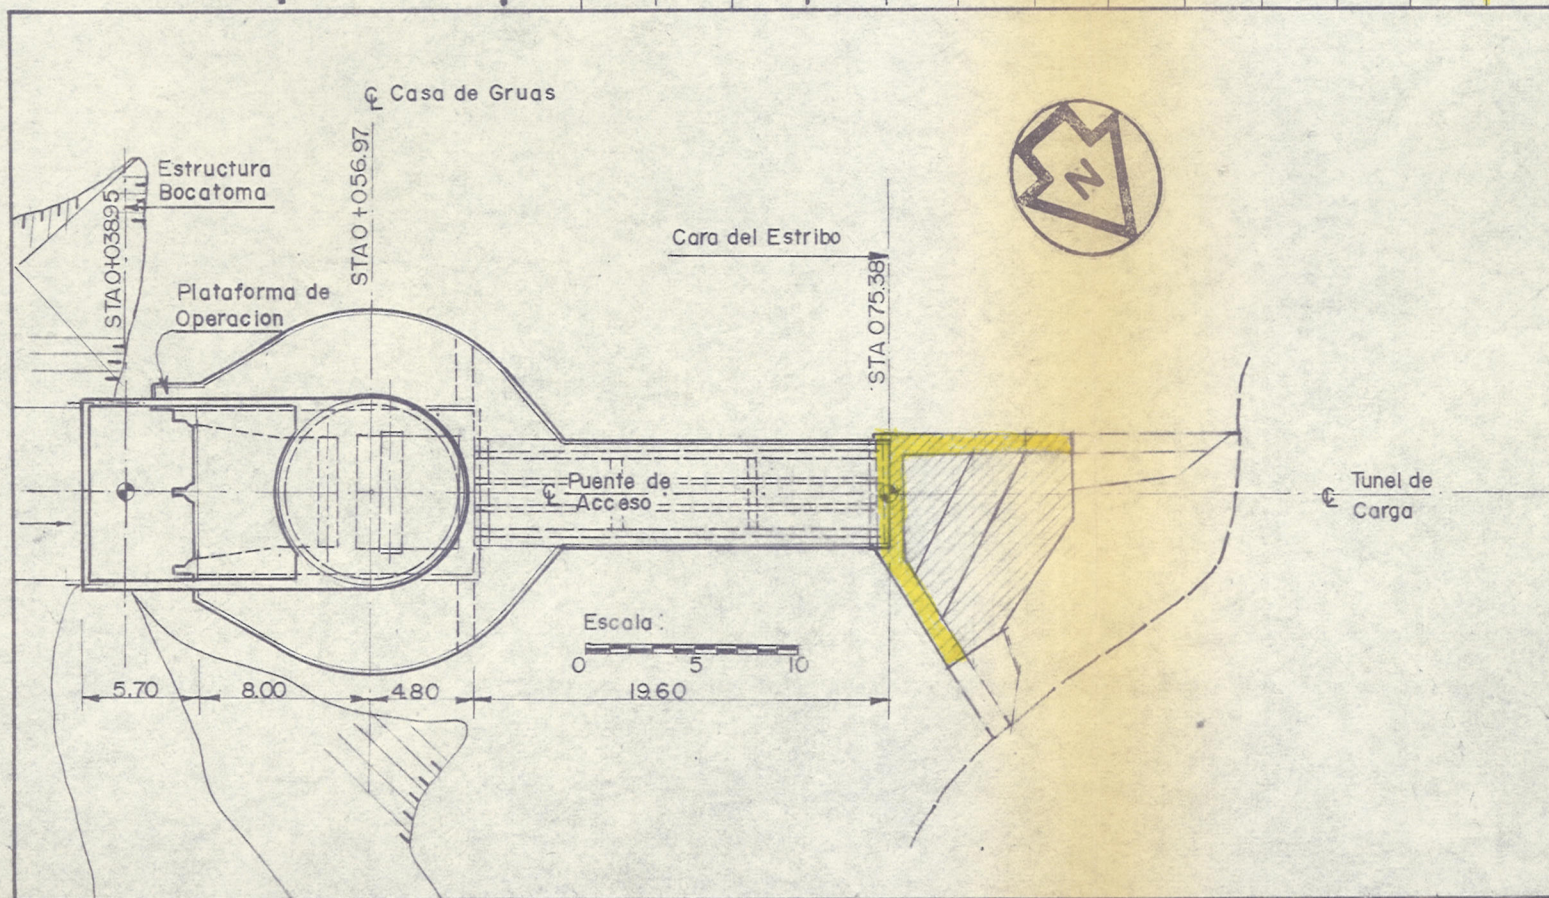 ℄ Casa de Gruas
Estructura
Bocatoma
STA 0+038.95
STA 0+056.97
Cara del Estribo
STA 075.38
N
Plataforma de
Operacion
℄ Puente de
Acceso
℄ Tunel de
Carga
Escala:
0 5 10
5.70 8.00 4.80 19.60